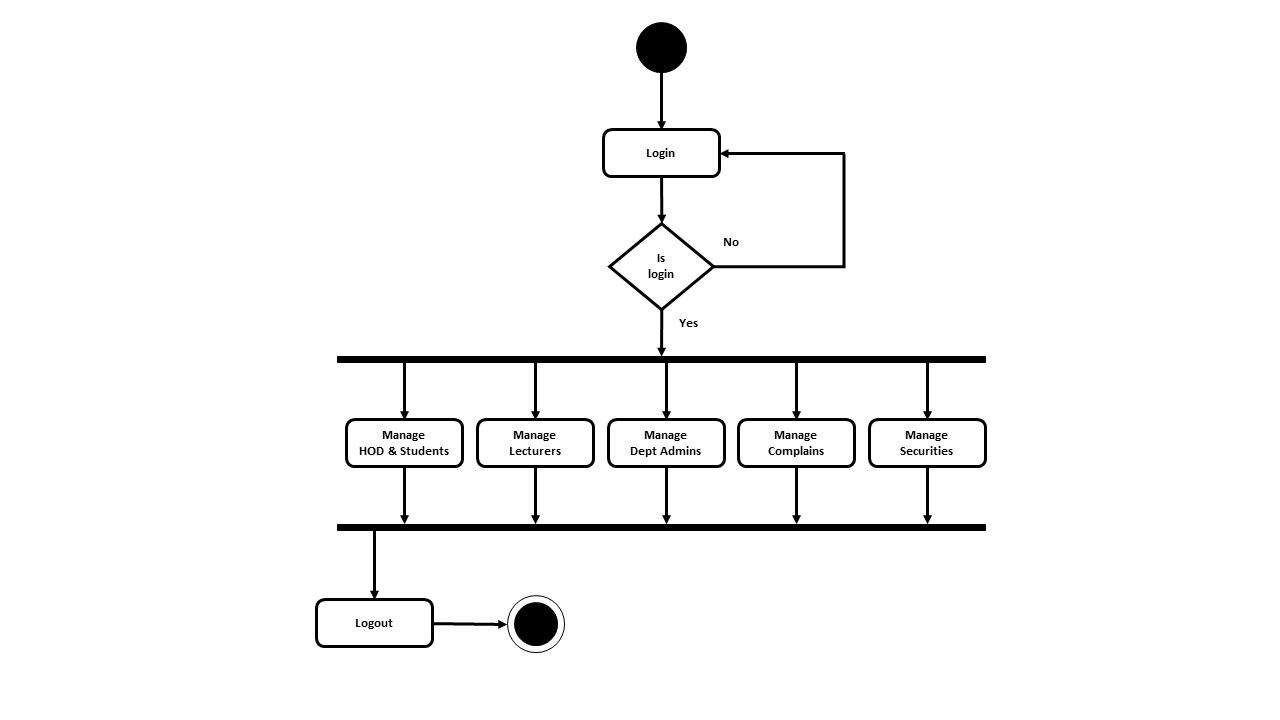 Login
Is
login
No
Yes
Manage
HOD & Students
Manage
Lecturers
Manage
Dept Admins
Manage
Complains
Manage
Securities
Logout